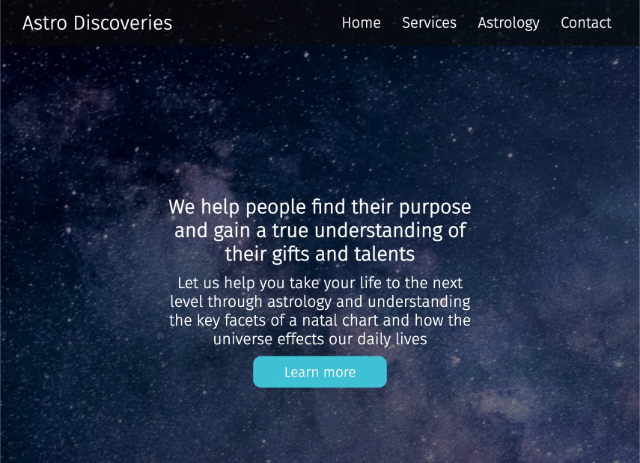 Astro Discoveries
Home Services Astrology Contact
We help people find their purpose
and gain a true understanding of
their gifts and talents
Let us help you take your life to the next
level through astrology and understanding
the key facets of a natal chart and how the
universe effects our daily lives
Learn more